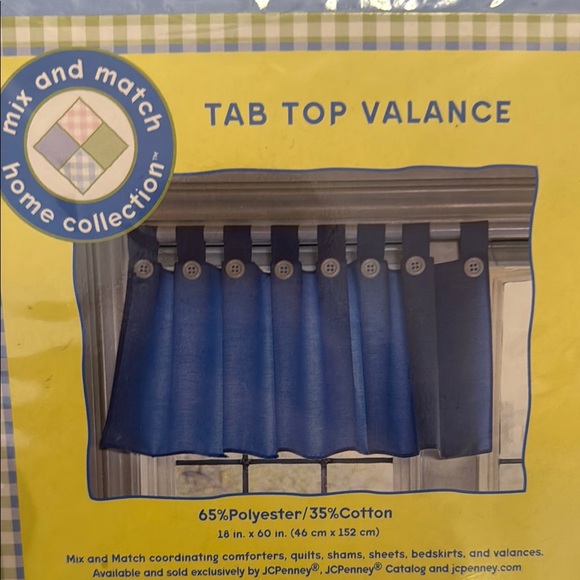 mix and match
home collection™
TAB TOP VALANCE
65%Polyester/35%Cotton
18 in. x 60 in. (46 cm x 152 cm)
Mix and Match coordinating comforters, quilts, shams, sheets, bedskirts, and valances.
Available and sold exclusively by JCPenney®, JCPenney® Catalog and jcpenney.com